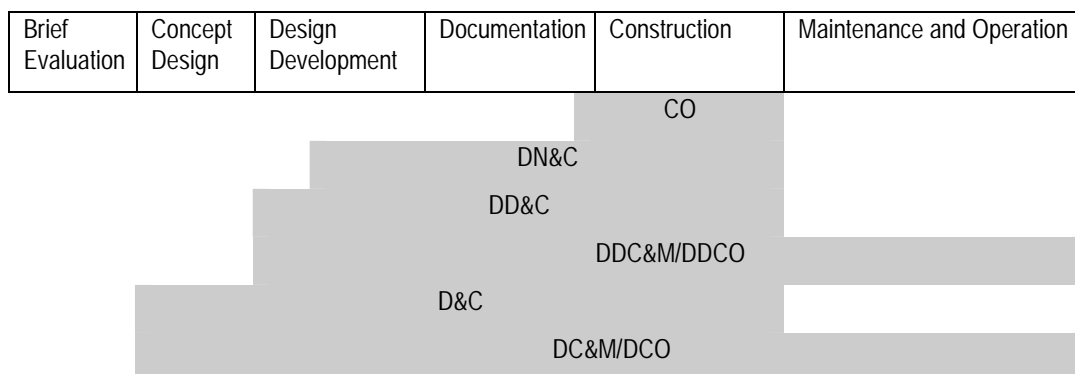 Brief Evaluation
Concept Design
Design Development
Documentation
Construction
Maintenance and Operation
CO
DN&C
DD&C
DDC&M/DDCO
D&C
DC&M/DCO